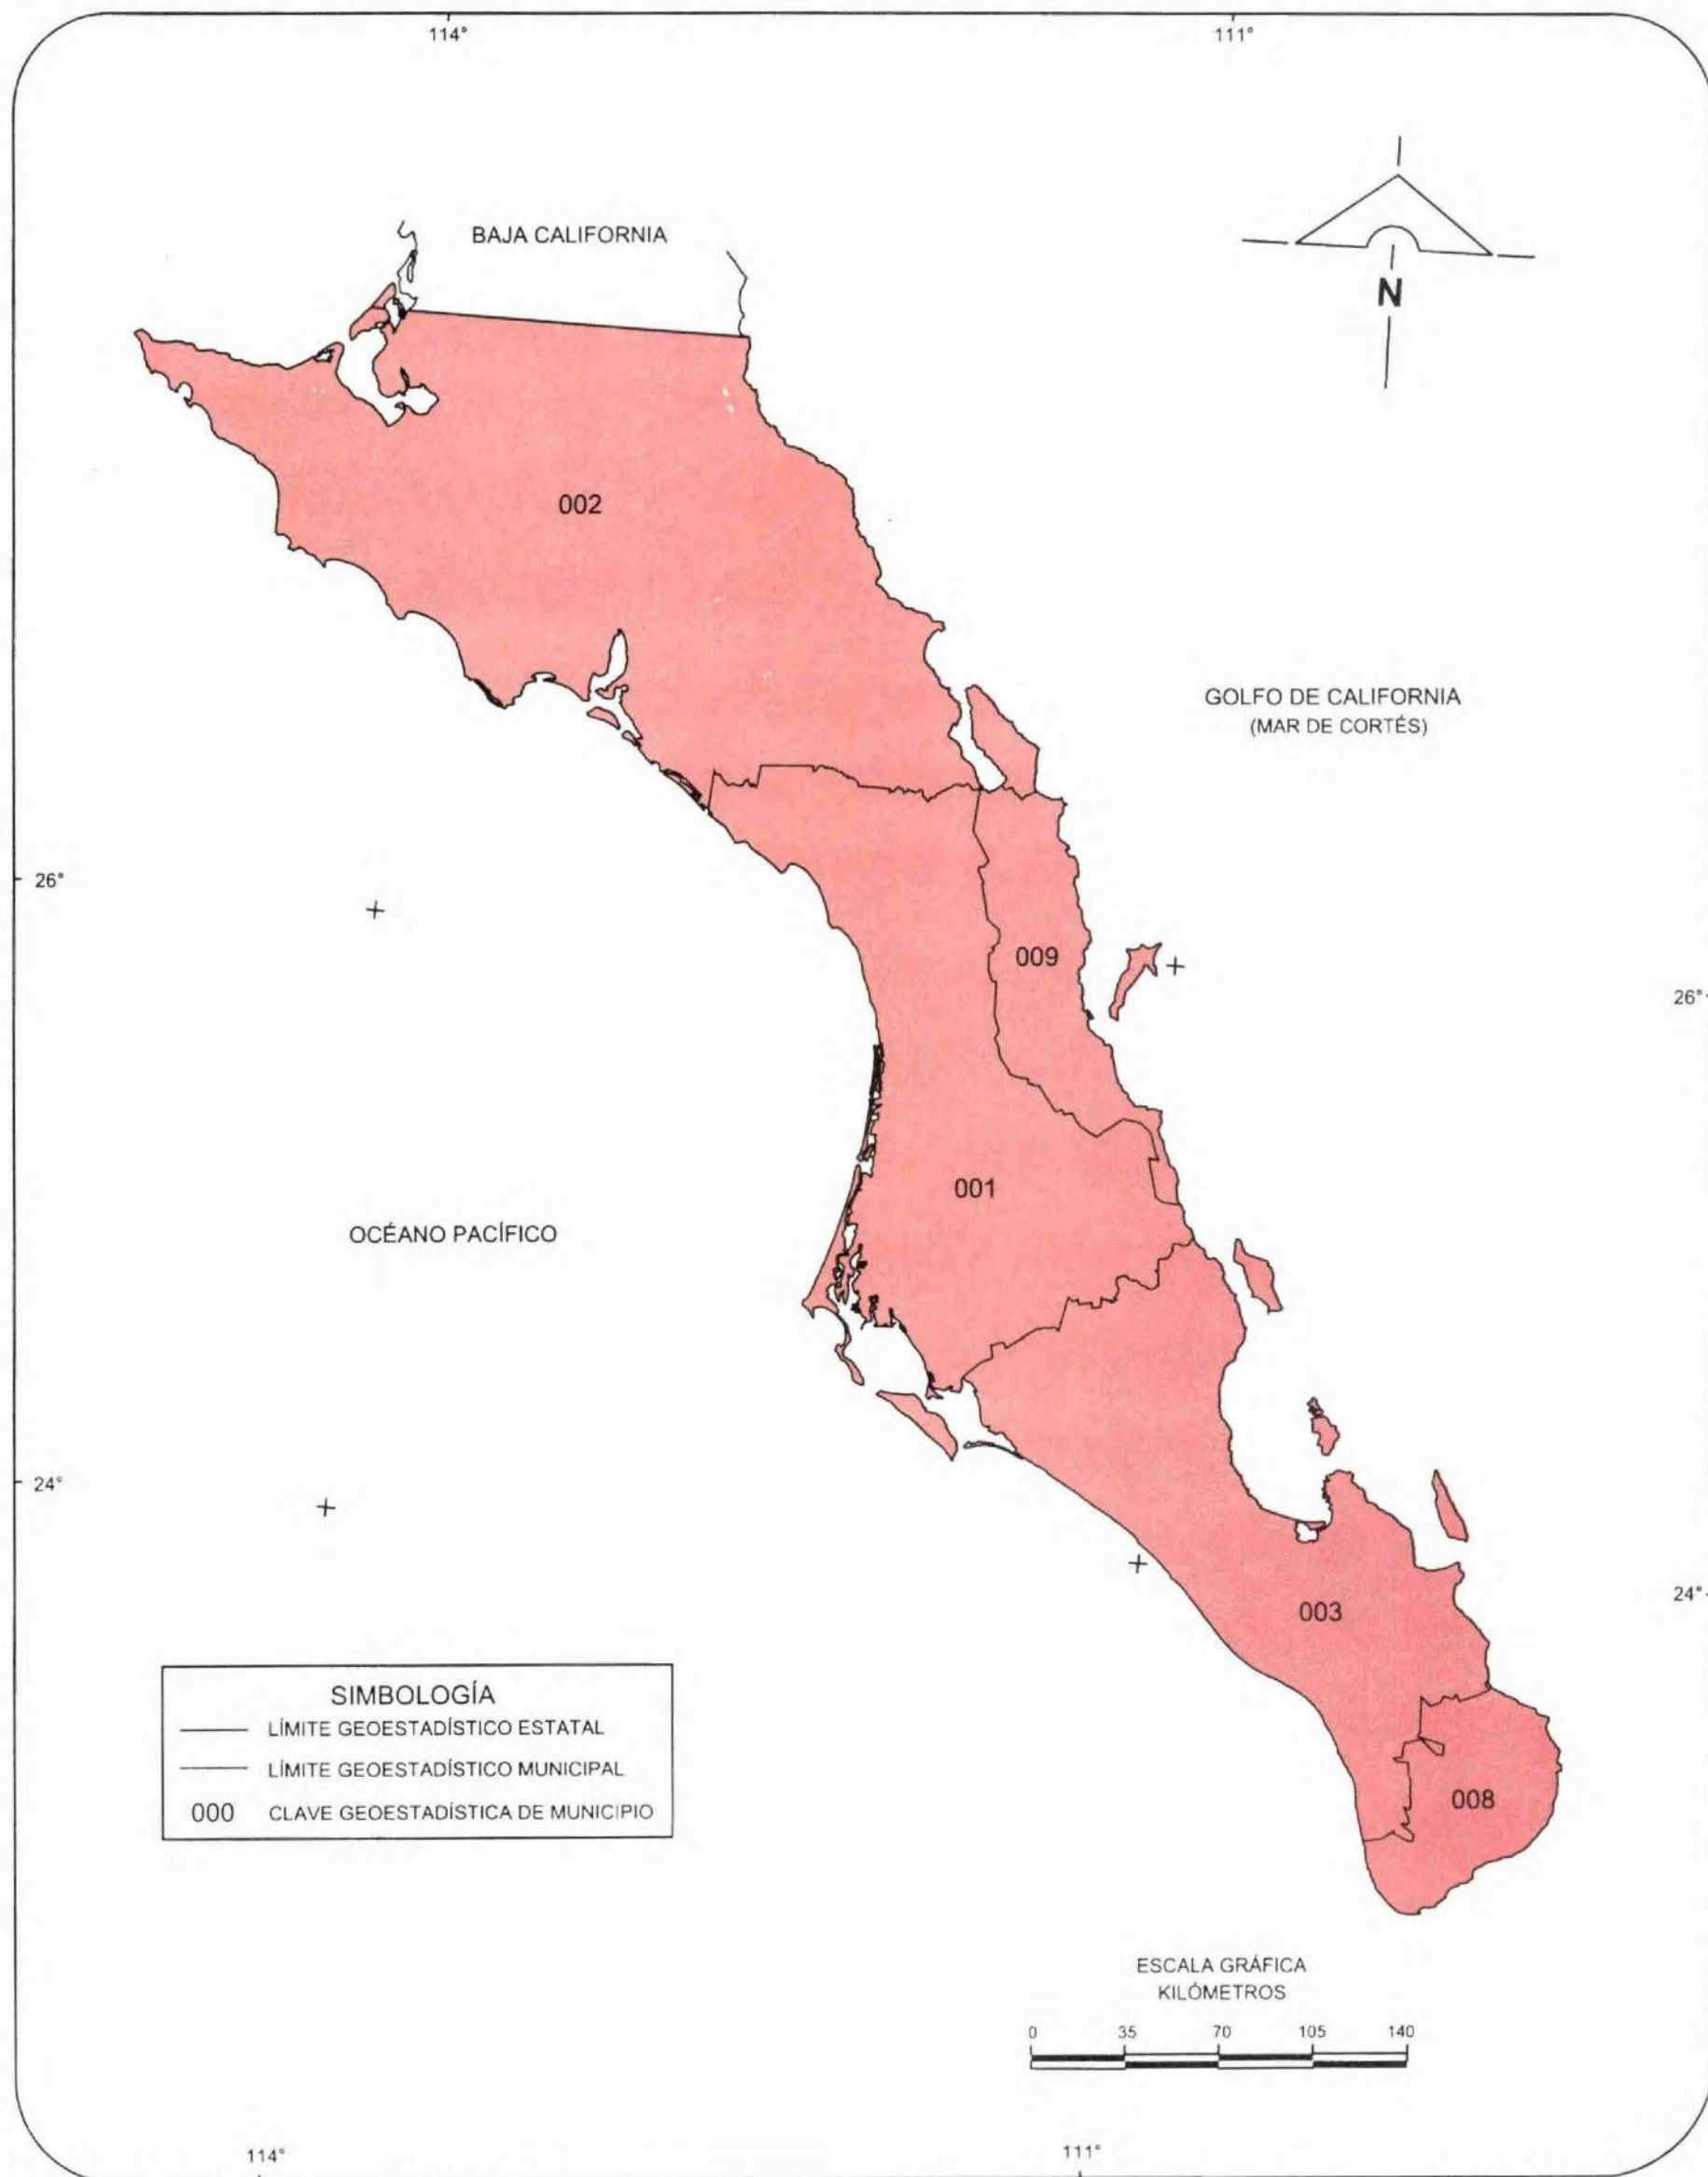 114°
111°
BAJA CALIFORNIA
N
002
GOLFO DE CALIFORNIA
(MAR DE CORTÉS)
26°
009
26°
001
OCÉANO PACÍFICO
24°
24°
003
SIMBOLOGÍA
LÍMITE GEOESTADÍSTICO ESTATAL
LÍMITE GEOESTADÍSTICO MUNICIPAL
000 CLAVE GEOESTADÍSTICA DE MUNICIPIO
008
ESCALA GRÁFICA
KILÓMETROS
0 35 70 105 140
114°
111°